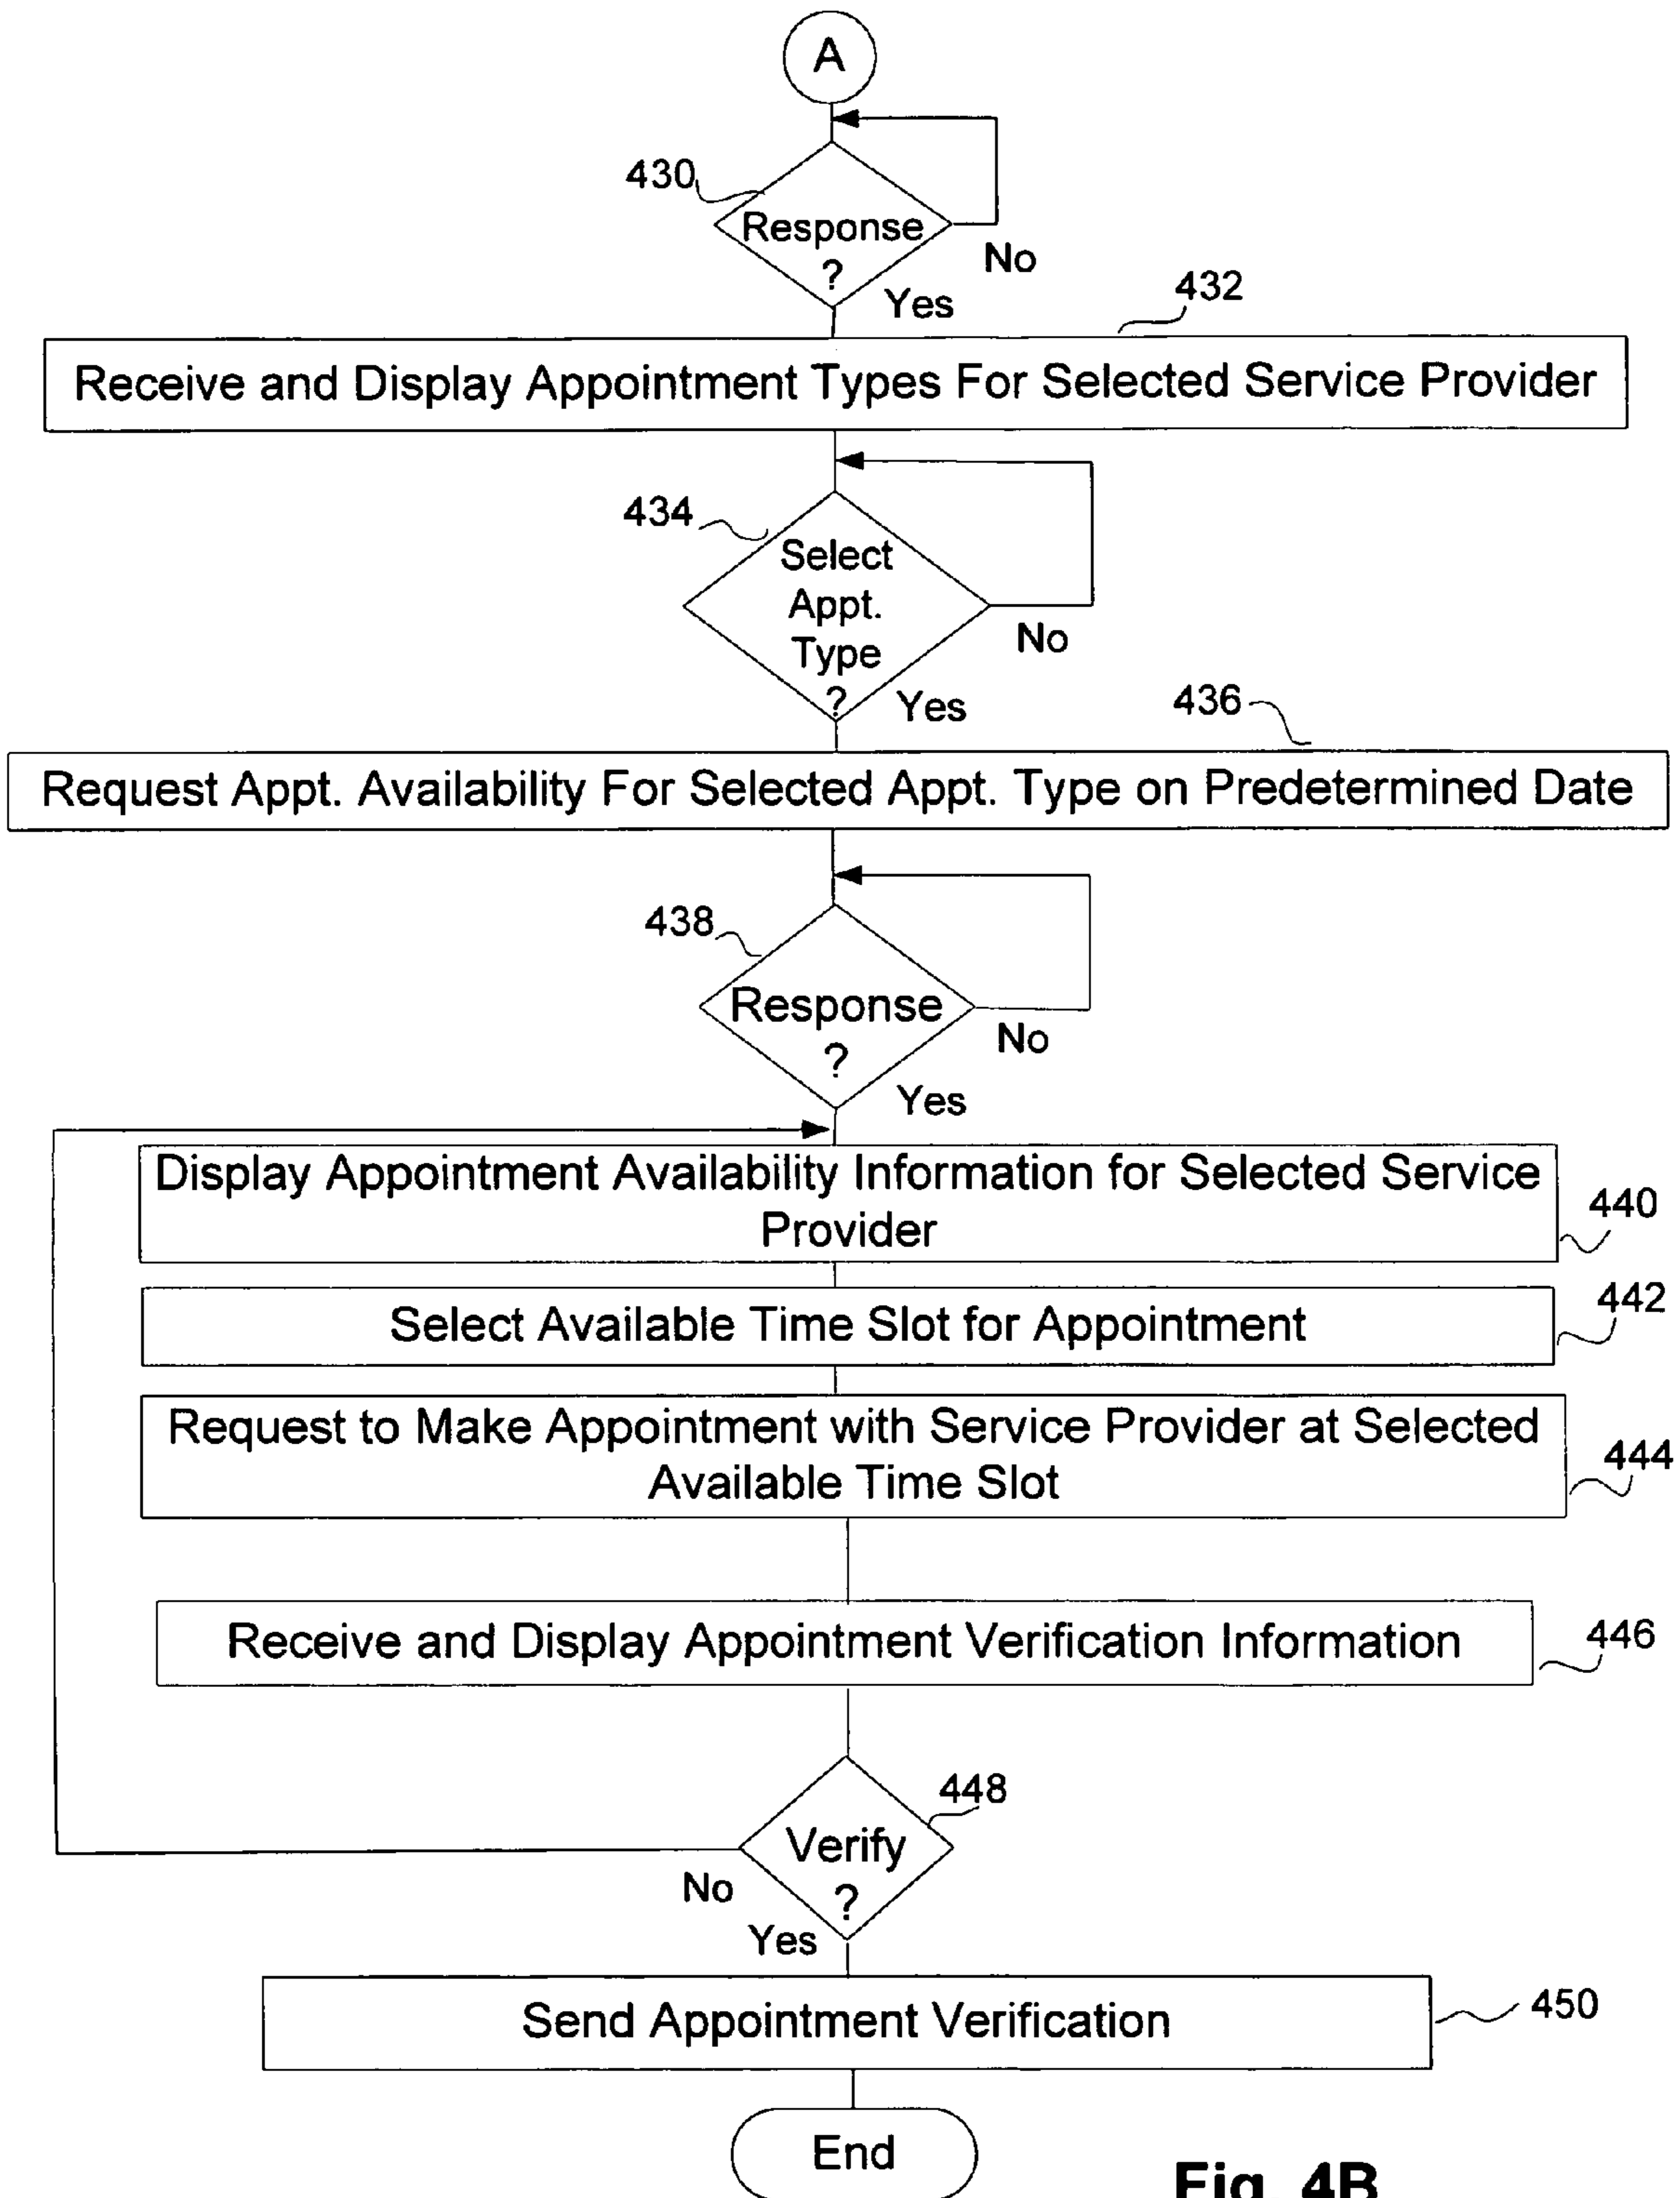 A
430
Response
?
No
Yes
432
Receive and Display Appointment Types For Selected Service Provider
434
Select
Appt.
Type
?
No
Yes
436
Request Appt. Availability For Selected Appt. Type on Predetermined Date
438
Response
?
No
Yes
Display Appointment Availability Information for Selected Service
Provider
440
Select Available Time Slot for Appointment
442
Request to Make Appointment with Service Provider at Selected
Available Time Slot
444
Receive and Display Appointment Verification Information
446
448
Verify
?
No
Yes
Send Appointment Verification
450
End
Fig. 4B